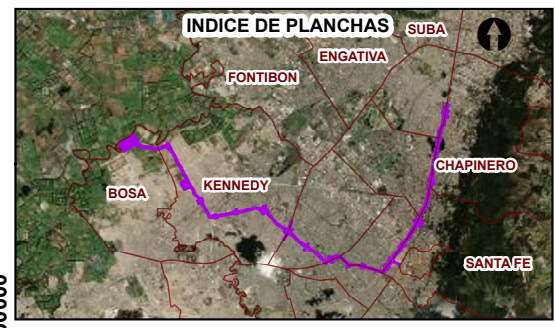 INDICE DE PLANCHAS
SUBA
ENGATIVA
FONTIBON
CHAPINERO
KENNEDY
BOSA
SANTA FE